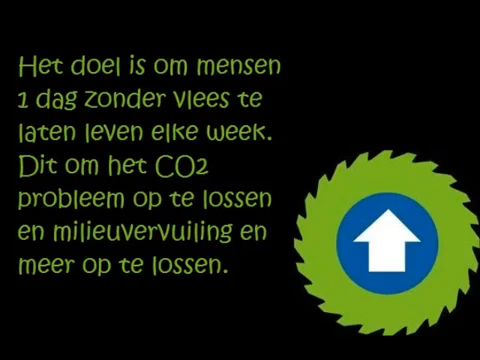 Het doel is om mensen
1 dag zonder vlees te
laten leven elke week.
Dit om het CO2
probleem op te lossen
en milieuvervuiling en
meer op te lossen.